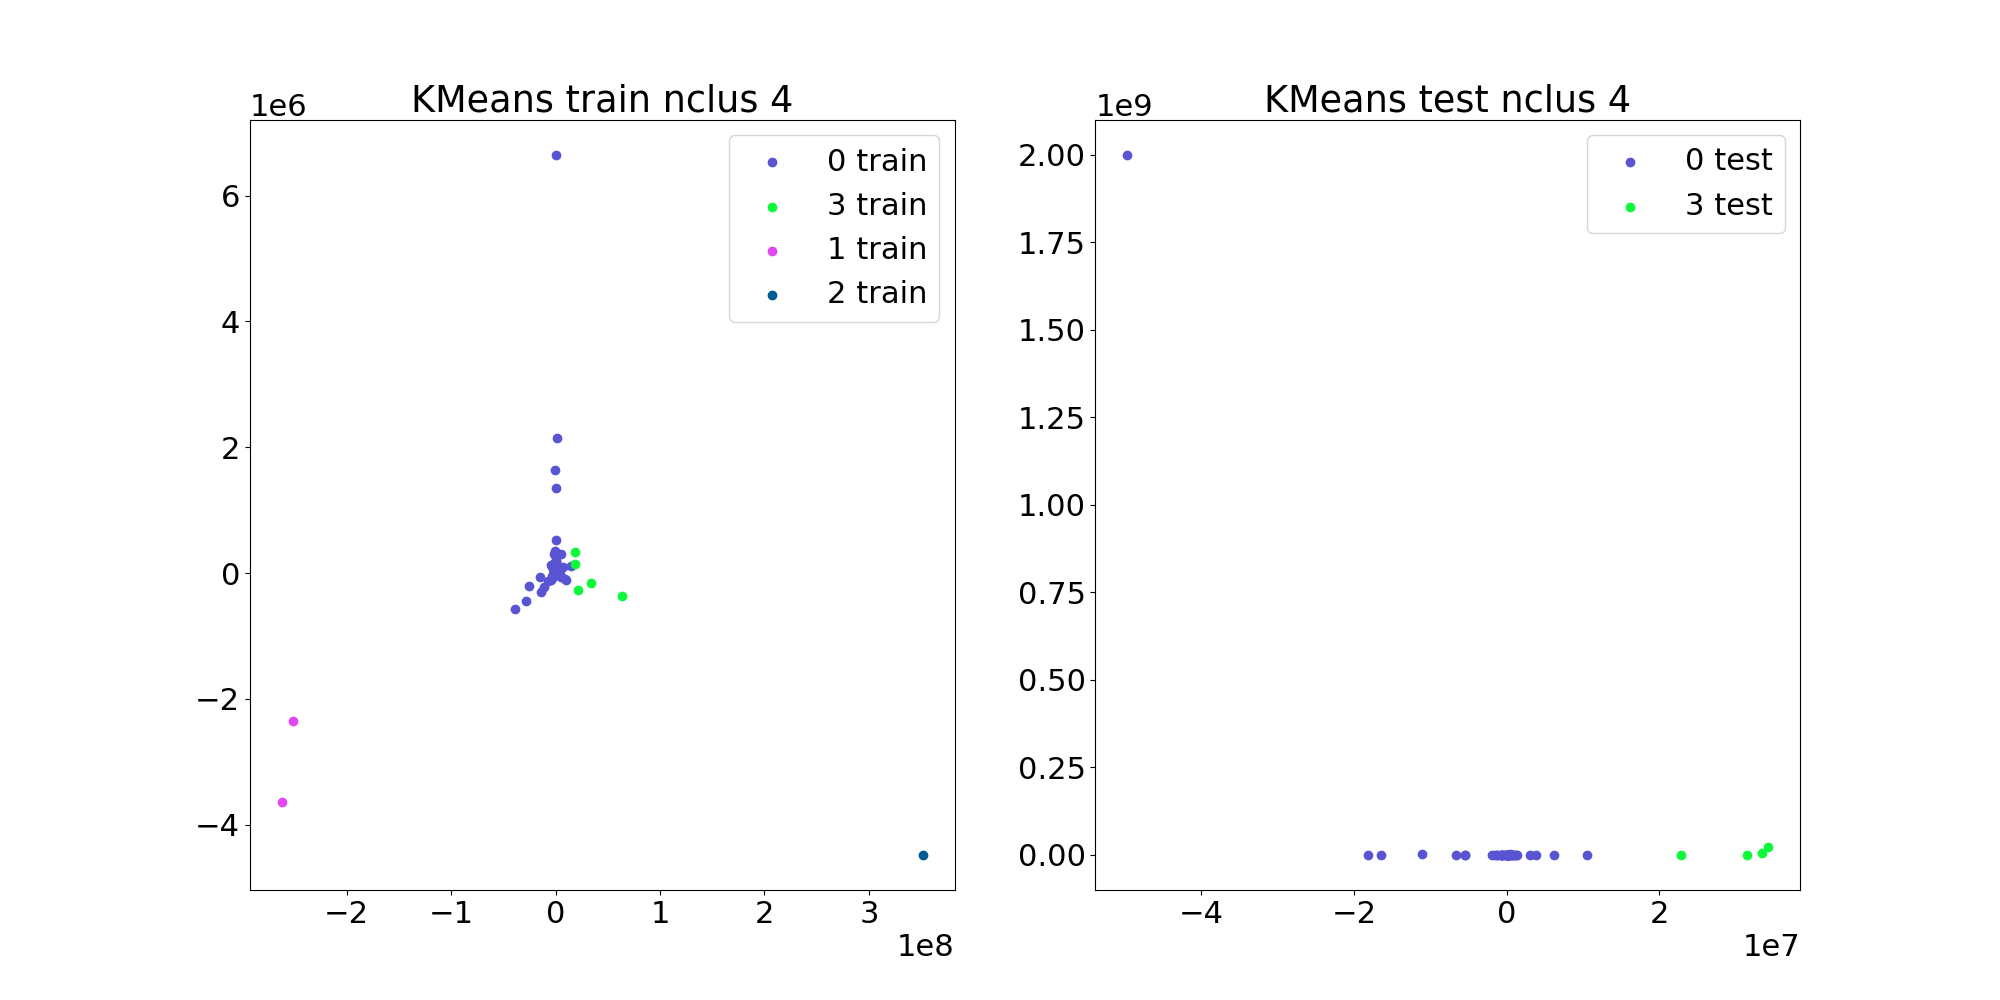 KMeans train nclus 4
1e6
0 train
3 train
1 train
2 train
6
4
2
0
−2
−4
−2
−1
0
1
2
3
1e8
KMeans test nclus 4
1e9
0 test
3 test
2.00
1.75
1.50
1.25
1.00
0.75
0.50
0.25
0.00
−4
−2
0
2
1e7